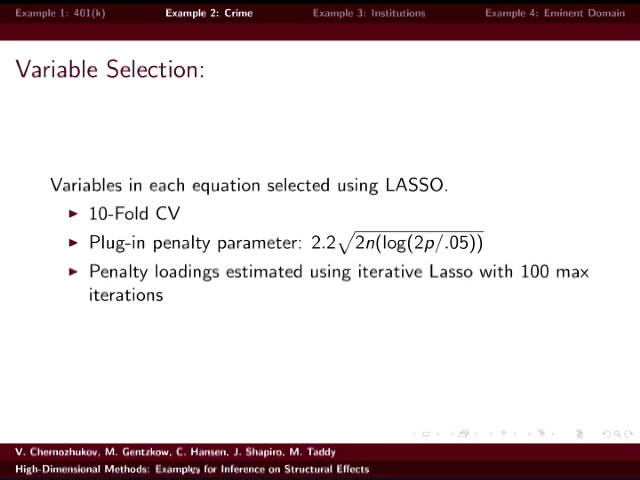 Example 1: 401(k) Example 2: Crime Example 3: Institutions Example 4: Eminent Domain
Variable Selection:
Variables in each equation selected using LASSO.
▶ 10-Fold CV
▶ Plug-in penalty parameter: 2.2√2n(log(2p/.05))
▶ Penalty loadings estimated using iterative Lasso with 100 max
iterations
V. Chernozhukov, M. Gentzkow, C. Hansen, J. Shapiro, M. Taddy
High-Dimensional Methods: Examples for Inference on Structural Effects